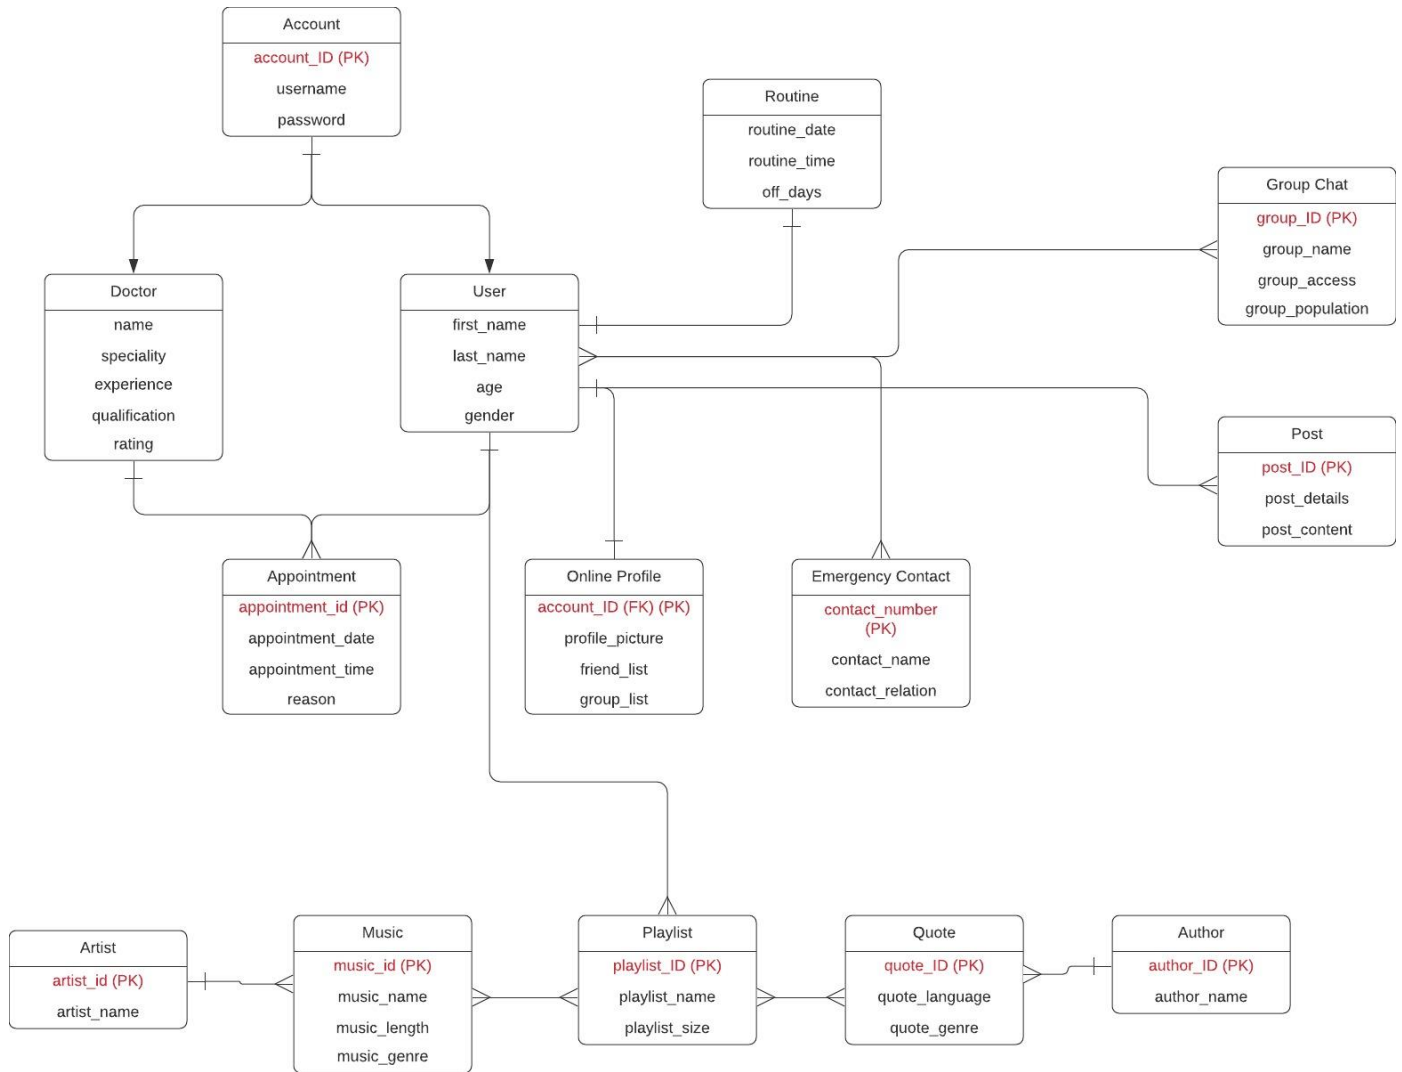 Account
account_ID (PK)
username
password
Routine
routine_date
routine_time
off_days
Group Chat
group_ID (PK)
group_name
group_access
group_population
Doctor
name
speciality
experience
qualification
rating
User
first_name
last_name
age
gender
Post
post_ID (PK)
post_details
post_content
Appointment
appointment_id (PK)
appointment_date
appointment_time
reason
Online Profile
account_ID (FK) (PK)
profile_picture
friend_list
group_list
Emergency Contact
contact_number
(PK)
contact_name
contact_relation
Artist
artist_id (PK)
artist_name
Music
music_id (PK)
music_name
music_length
music_genre
Playlist
playlist_ID (PK)
playlist_name
playlist_size
Quote
quote_ID (PK)
quote_language
quote_genre
Author
author_ID (PK)
author_name